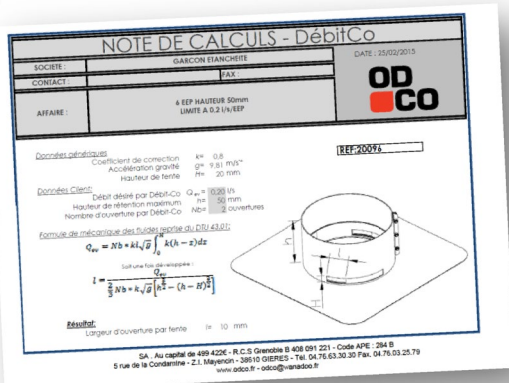 NOTE DE CALCULS - DébitCo
SOCIETE : GARCON ETANCHEITE
CONTACT : FAX :
AFFAIRE : 6 EEP HAUTEUR 50mm
LIMITE A 0.2 l/s/EEP
DATE : 25/02/2015
OD
CO
Données génériques
Coefficient de correction k= 0,8
Accélération gravité g= 9,81 m/s²
Hauteur de fente H= 20 mm
REF:20096
Données Client:
Débit désiré par Débit-Co Qeu = 0,20 l/s
Hauteur de rétention maximum h= 50 mm
Nombre d'ouverture par Débit-Co Nb= 2 ouvertures
Formule de mécanique des fluides reprise du DTU 43.01:
Soit une fois développée :
h
l
H
Résultat:
Largeur d'ouverture par fente l= 10 mm
SA . Au capital de 499 422€ - R.C.S Grenoble B 408 091 221 - Code APE : 284 B
5 rue de la Condamine - Z.I. Mayencin - 38610 GIERES - Tél. 04.76.63.30.30 Fax. 04.76.03.25.79
www.odco.fr - odco@wanadoo.fr